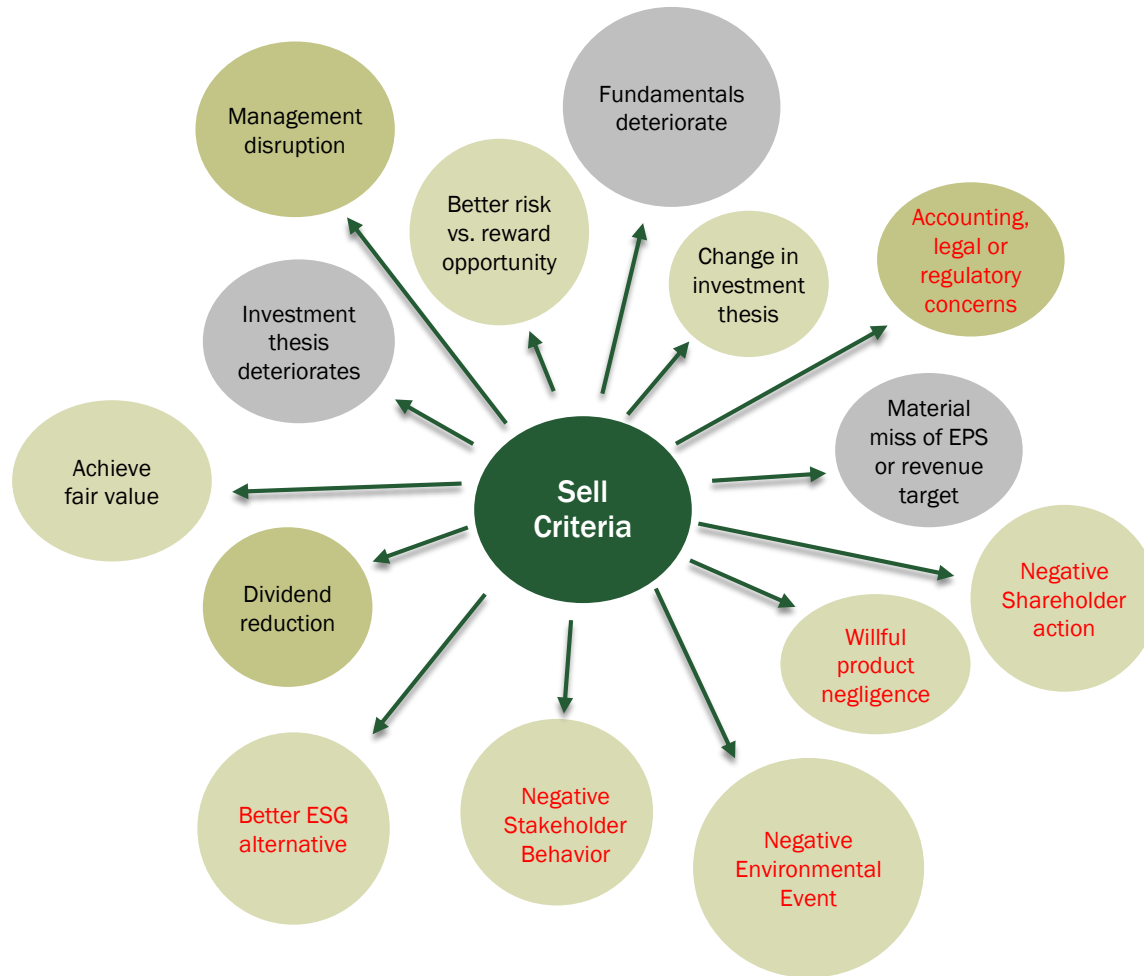 Fundamentals
deteriorate
Management
disruption
Better risk
vs. reward
opportunity
Accounting,
legal or
regulatory
concerns
Change in
investment
thesis
Investment
thesis
deteriorates
Material
miss of EPS
or revenue
target
Achieve
fair value
Sell
Criteria
Dividend
reduction
Negative
Shareholder
action
Willful
product
negligence
Better ESG
alternative
Negative
Stakeholder
Behavior
Negative
Environmental
Event